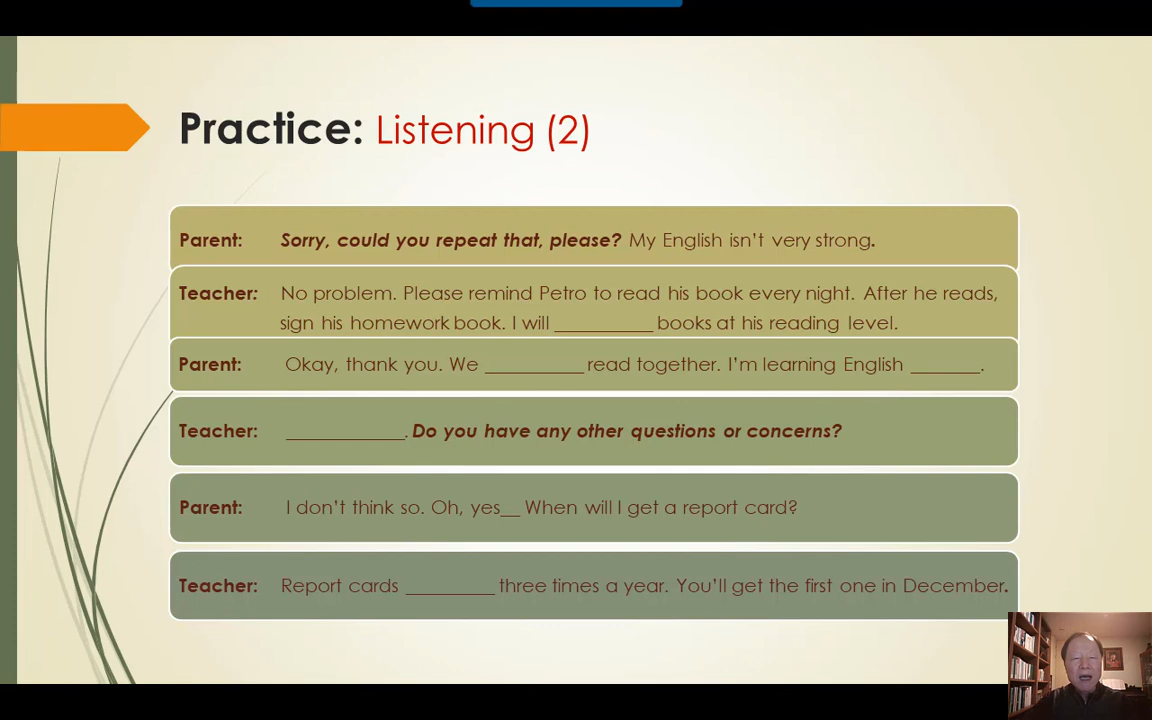 Practice: Listening (2)
Parent: Sorry, could you repeat that, please? My English isn't very strong.
Teacher: No problem. Please remind Petro to read his book every night. After he reads,
sign his homework book. I will __________ books at his reading level.
Parent: Okay, thank you. We __________ read together. I'm learning English _______.
Teacher: ____________. Do you have any other questions or concerns?
Parent: I don't think so. Oh, yes__ When will I get a report card?
Teacher: Report cards _________ three times a year. You'll get the first one in December.